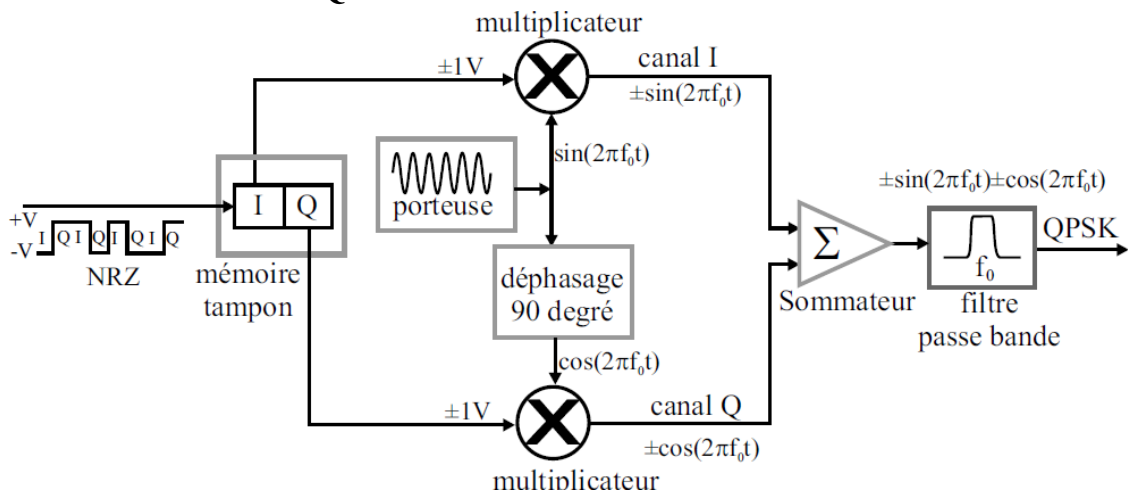 Q
multiplicateur
±1V
canal I
±sin(2πf₀t)
sin(2πf₀t)
porteuse
I Q
+V
-V
I Q I Q I Q I Q
NRZ
mémoire
tampon
déphasage
90 degré
cos(2πf₀t)
±sin(2πf₀t)±cos(2πf₀t)
Σ
Sommateur
f₀
QPSK
filtre
passe bande
±1V
canal Q
±cos(2πf₀t)
multiplicateur